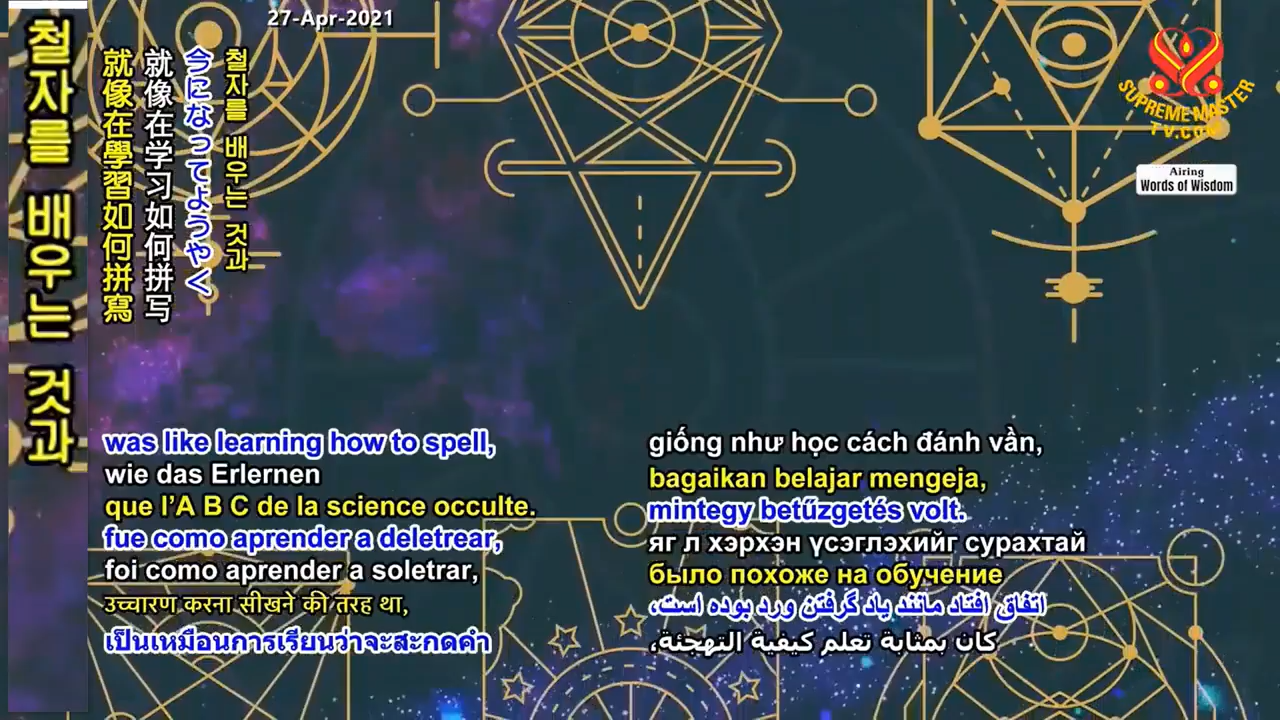 27-Apr-2021
철자를 배우는 것과
就像在學習如何拼寫
就像在学习如何拼写
今になってようやく
철자를 배우는 것과
SUPREME MASTER
TV.COM
Airing
Words of Wisdom
was like learning how to spell,
wie das Erlernen
que l’A B C de la science occulte.
fue como aprender a deletrear,
foi como aprender a soletrar,
उच्चारण करना सीखने की तरह था,
เป็นเหมือนการเรียนว่าจะสะกดคำ
giống như học cách đánh vần,
bagaikan belajar mengeja,
mintegy betűzgetés volt.
яг л хэрхэн үсэглэхийг сурахтай
было похоже на обучение
اتفاق افتاد مانند یاد گرفتن ورد بوده است،
كان بمثابة تعلم كيفية التهجئة،